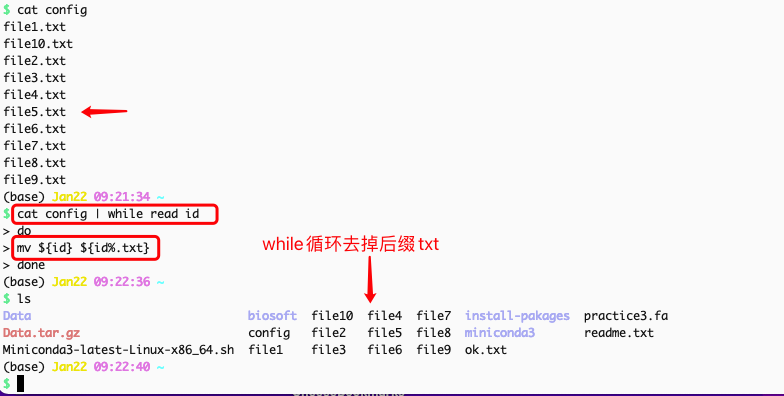 $ cat config
file1.txt
file10.txt
file2.txt
file3.txt
file4.txt
file5.txt
file6.txt
file7.txt
file8.txt
file9.txt
(base) Jan22 09:21:34 ~
$ cat config | while read id
> do
> mv ${id} ${id%.txt}
> done
while循环去掉后缀txt
(base) Jan22 09:22:36 ~
$ ls
Data biosoft file10 file4 file7 install-pakages practice3.fa
Data.tar.gz config file2 file5 file8 miniconda3 readme.txt
Miniconda3-latest-Linux-x86_64.sh file1 file3 file6 file9 ok.txt
(base) Jan22 09:22:40 ~
$